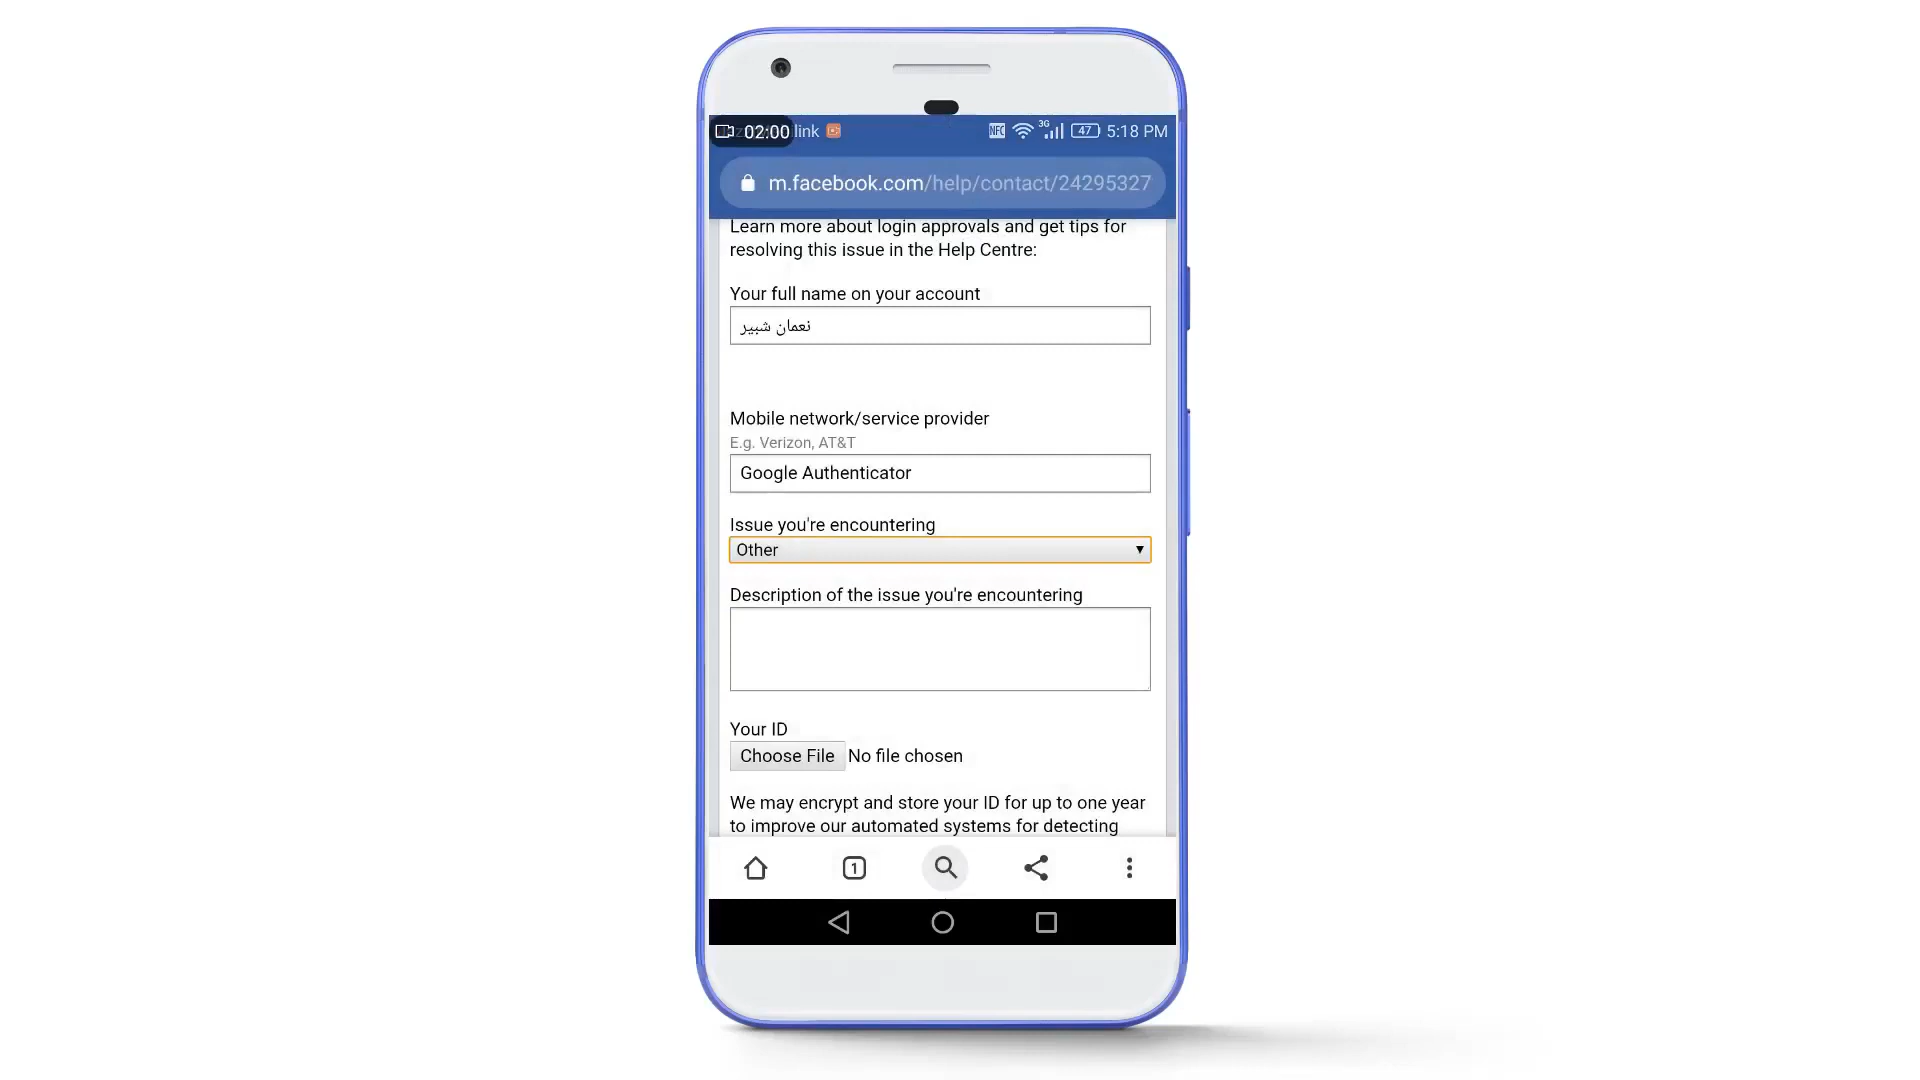 02:00 link NFC 3G 47 5:18 PM
m.facebook.com/help/contact/24295327
Learn more about login approvals and get tips for
resolving this issue in the Help Centre:
Your full name on your account
نعمان شبیر
Mobile network/service provider
E.g. Verizon, AT&T
Google Authenticator
Issue you're encountering
Other
Description of the issue you're encountering
Your ID
Choose File No file chosen
We may encrypt and store your ID for up to one year
to improve our automated systems for detecting
1